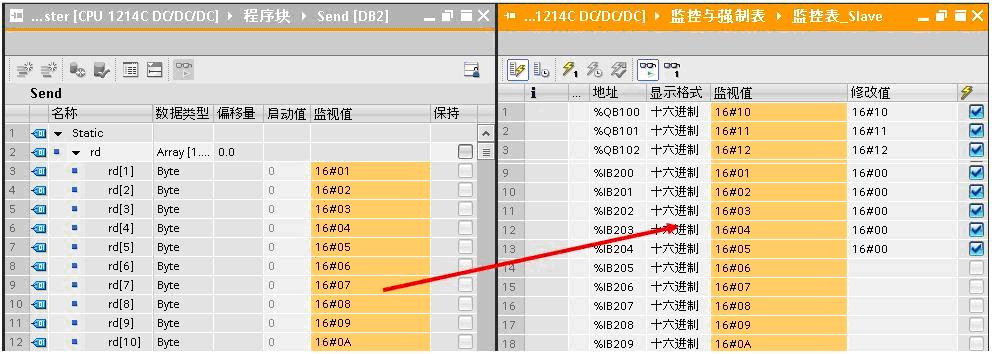 ...ster [CPU 1214C DC/DC/DC] 程序块 Send [DB2]
Send
名称 数据类型 偏移量 启动值 监视值 保持
1 Static
2 rd Array [1.... 0.0
3 rd[1] Byte 0 16#01
4 rd[2] Byte 0 16#02
5 rd[3] Byte 0 16#03
6 rd[4] Byte 0 16#04
7 rd[5] Byte 0 16#05
8 rd[6] Byte 0 16#06
9 rd[7] Byte 0 16#07
10 rd[8] Byte 0 16#08
11 rd[9] Byte 0 16#09
12 rd[10] Byte 0 16#0A
...1214C DC/DC/DC] 监控与强制表 监控表_Slave
i ... 地址 显示格式 监视值 修改值
1 %QB100 十六进制 16#10 16#10
2 %QB101 十六进制 16#11 16#11
3 %QB102 十六进制 16#12 16#12
9 %IB200 十六进制 16#01 16#00
10 %IB201 十六进制 16#02 16#00
11 %IB202 十六进制 16#03 16#00
12 %IB203 十六进制 16#04 16#00
13 %IB204 十六进制 16#05 16#00
14 %IB205 十六进制 16#06
15 %IB206 十六进制 16#07
16 %IB207 十六进制 16#08
17 %IB208 十六进制 16#09
18 %IB209 十六进制 16#0A